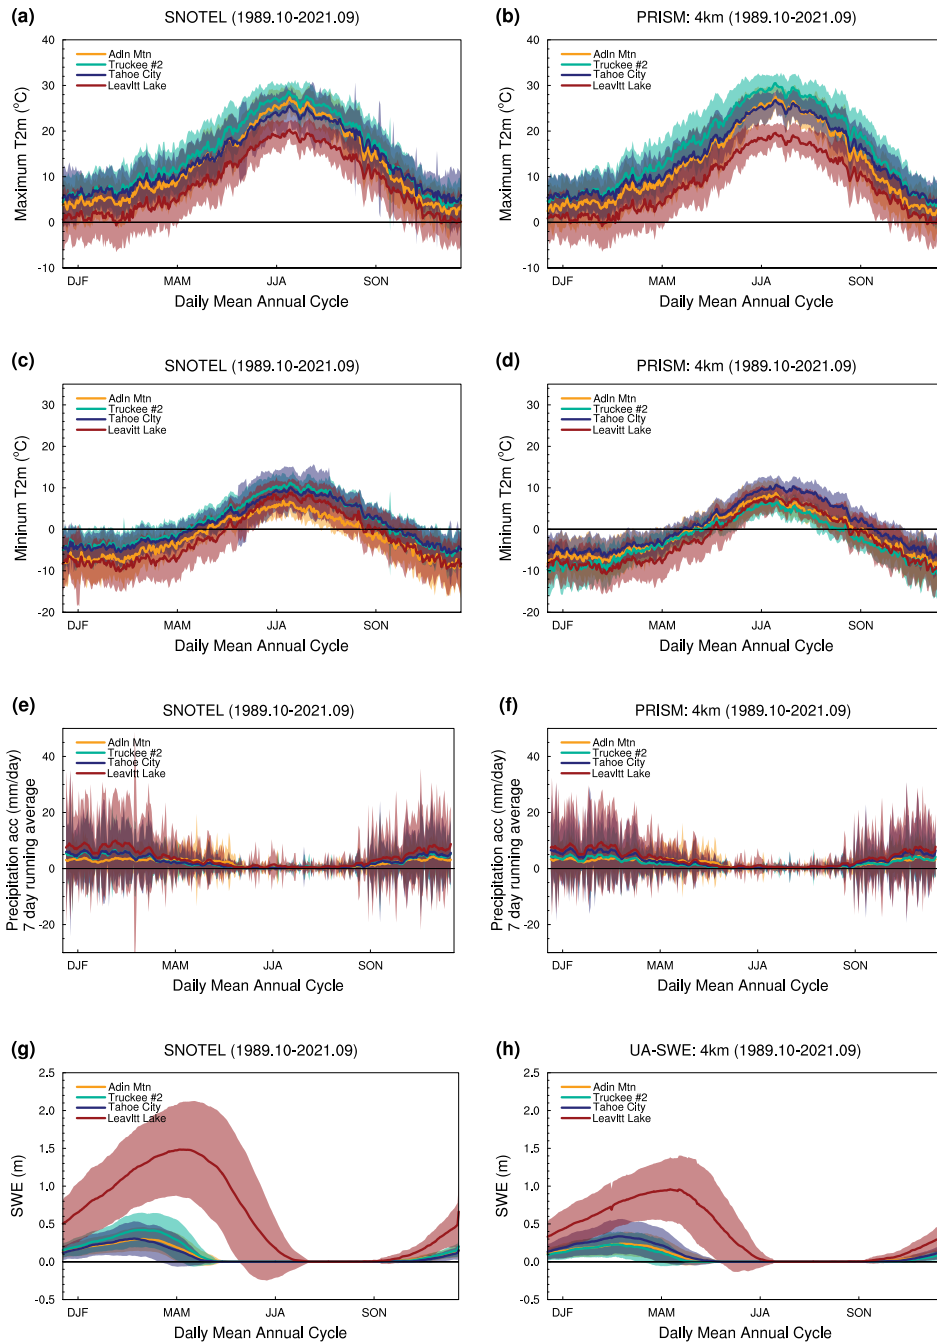 (a) SNOTEL (1989.10-2021.09)
40
30
20
10
0
-10
Maximum T2m (°C)
AdIn Mtn
Truckee #2
Tahoe City
LeavItt Lake
DJF MAM JJA SON
Daily Mean Annual Cycle
(b) PRISM: 4km (1989.10-2021.09)
40
30
20
10
0
-10
Maximum T2m (°C)
AdIn Mtn
Truckee #2
Tahoe City
LeavItt Lake
DJF MAM JJA SON
Daily Mean Annual Cycle
(c) SNOTEL (1989.10-2021.09)
30
20
10
0
-10
-20
Mininum T2m (°C)
AdIn Mtn
Truckee #2
Tahoe CIty
Leavitt Lake
DJF MAM JJA SON
Daily Mean Annual Cycle
(d) PRISM: 4km (1989.10-2021.09)
30
20
10
0
-10
-20
Mininum T2m (°C)
AdIn Mtn
Truckee #2
Tahoe CIty
Leavitt Lake
DJF MAM JJA SON
Daily Mean Annual Cycle
(e) SNOTEL (1989.10-2021.09)
40
20
0
-20
Precipitation acc (mm/day)
7 day running average
AdIn Mtn
Truckee #2
Tahoe City
LeavItt Lake
DJF MAM JJA SON
Daily Mean Annual Cycle
(f) PRISM: 4km (1989.10-2021.09)
40
20
0
-20
Precipitation acc (mm/day)
7 day running average
AdIn Mtn
Truckee #2
Tahoe City
LeavItt Lake
DJF MAM JJA SON
Daily Mean Annual Cycle
(g) SNOTEL (1989.10-2021.09)
2.5
2.0
1.5
1.0
0.5
0.0
-0.5
SWE (m)
Adin Mtn
Truckee #2
Tahoe City
LeavItt Lake
DJF MAM JJA SON
Daily Mean Annual Cycle
(h) UA-SWE: 4km (1989.10-2021.09)
2.5
2.0
1.5
1.0
0.5
0.0
-0.5
SWE (m)
Adin Mtn
Truckee #2
Tahoe City
LeavItt Lake
DJF MAM JJA SON
Daily Mean Annual Cycle